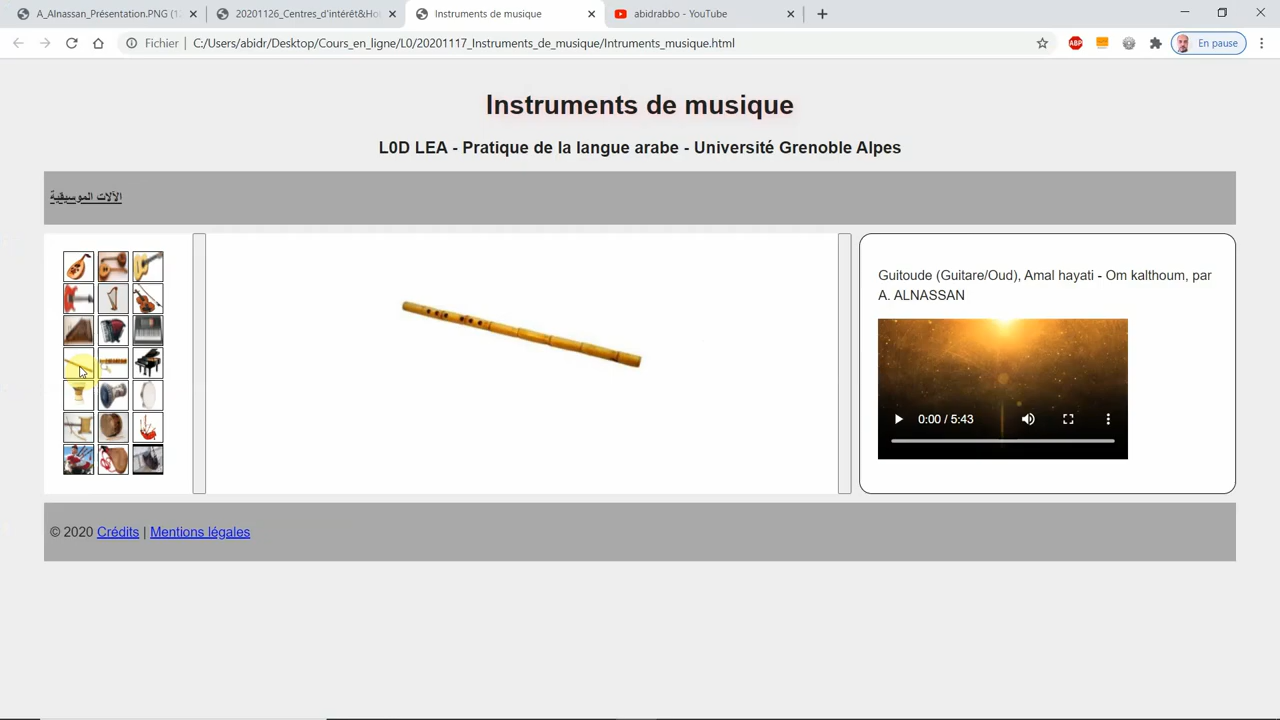 A_Alnassan_Présentation.PNG (1
20201126_Centres_d'intérêt&Ho
Instruments de musique
abidrabbo - YouTube
Fichier
C:/Users/abidr/Desktop/Cours_en_ligne/L0/20201117_Instruments_de_musique/Intruments_musique.html
ABP
En pause
Instruments de musique
L0D LEA - Pratique de la langue arabe - Université Grenoble Alpes
الآلات الموسيقية
Guitoude (Guitare/Oud), Amal hayati - Om kalthoum, par
A. ALNASSAN
0:00 / 5:43
© 2020 Crédits | Mentions légales